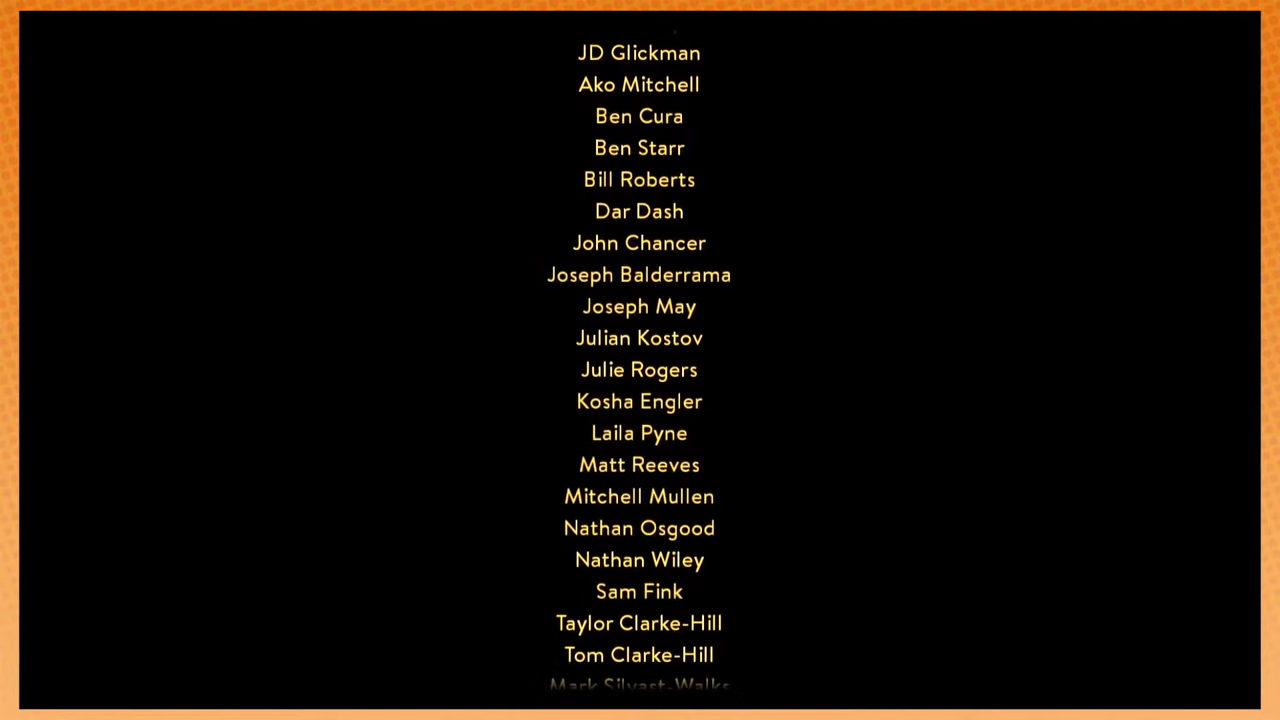 JD Glickman
Ako Mitchell
Ben Cura
Ben Starr
Bill Roberts
Dar Dash
John Chancer
Joseph Balderrama
Joseph May
Julian Kostov
Julie Rogers
Kosha Engler
Laila Pyne
Matt Reeves
Mitchell Mullen
Nathan Osgood
Nathan Wiley
Sam Fink
Taylor Clarke-Hill
Tom Clarke-Hill
Mark